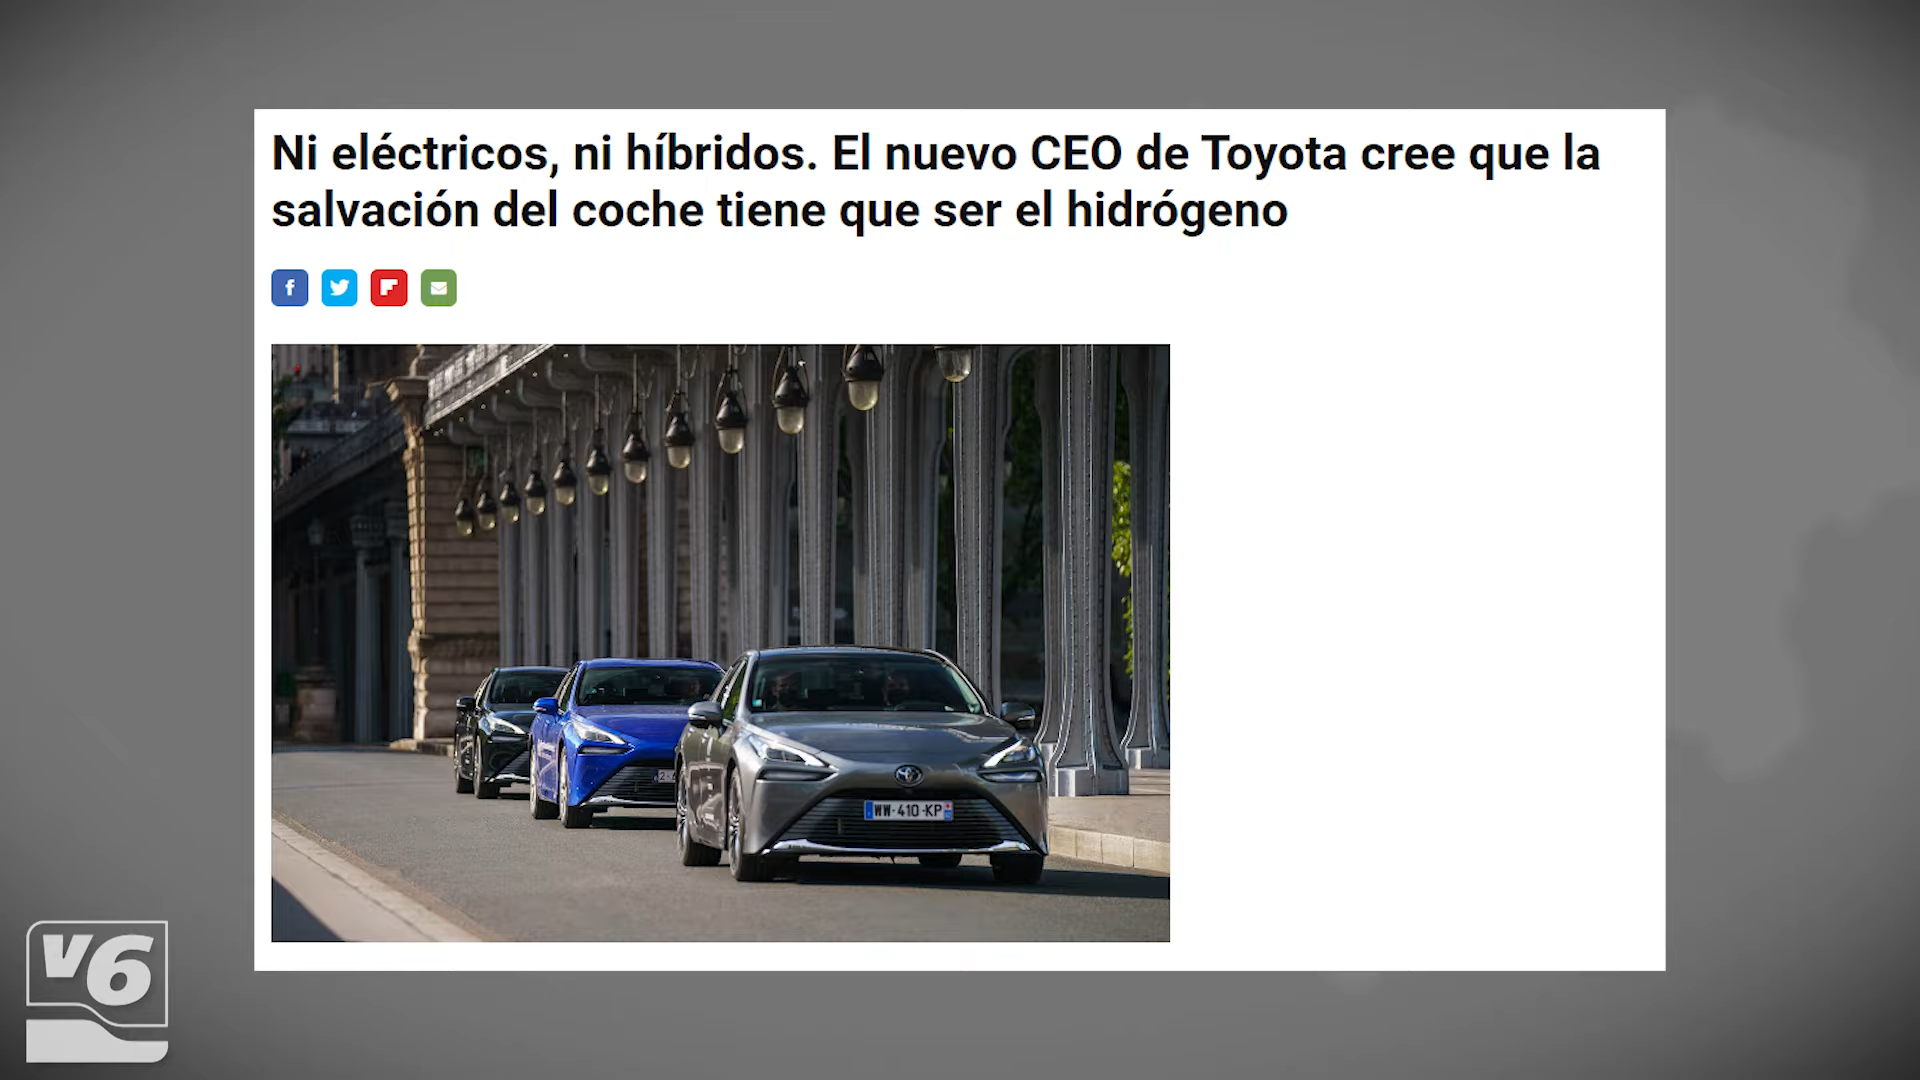 Ni eléctricos, ni híbridos. El nuevo CEO de Toyota cree que la
salvación del coche tiene que ser el hidrógeno
f
WW-410-KP
V6